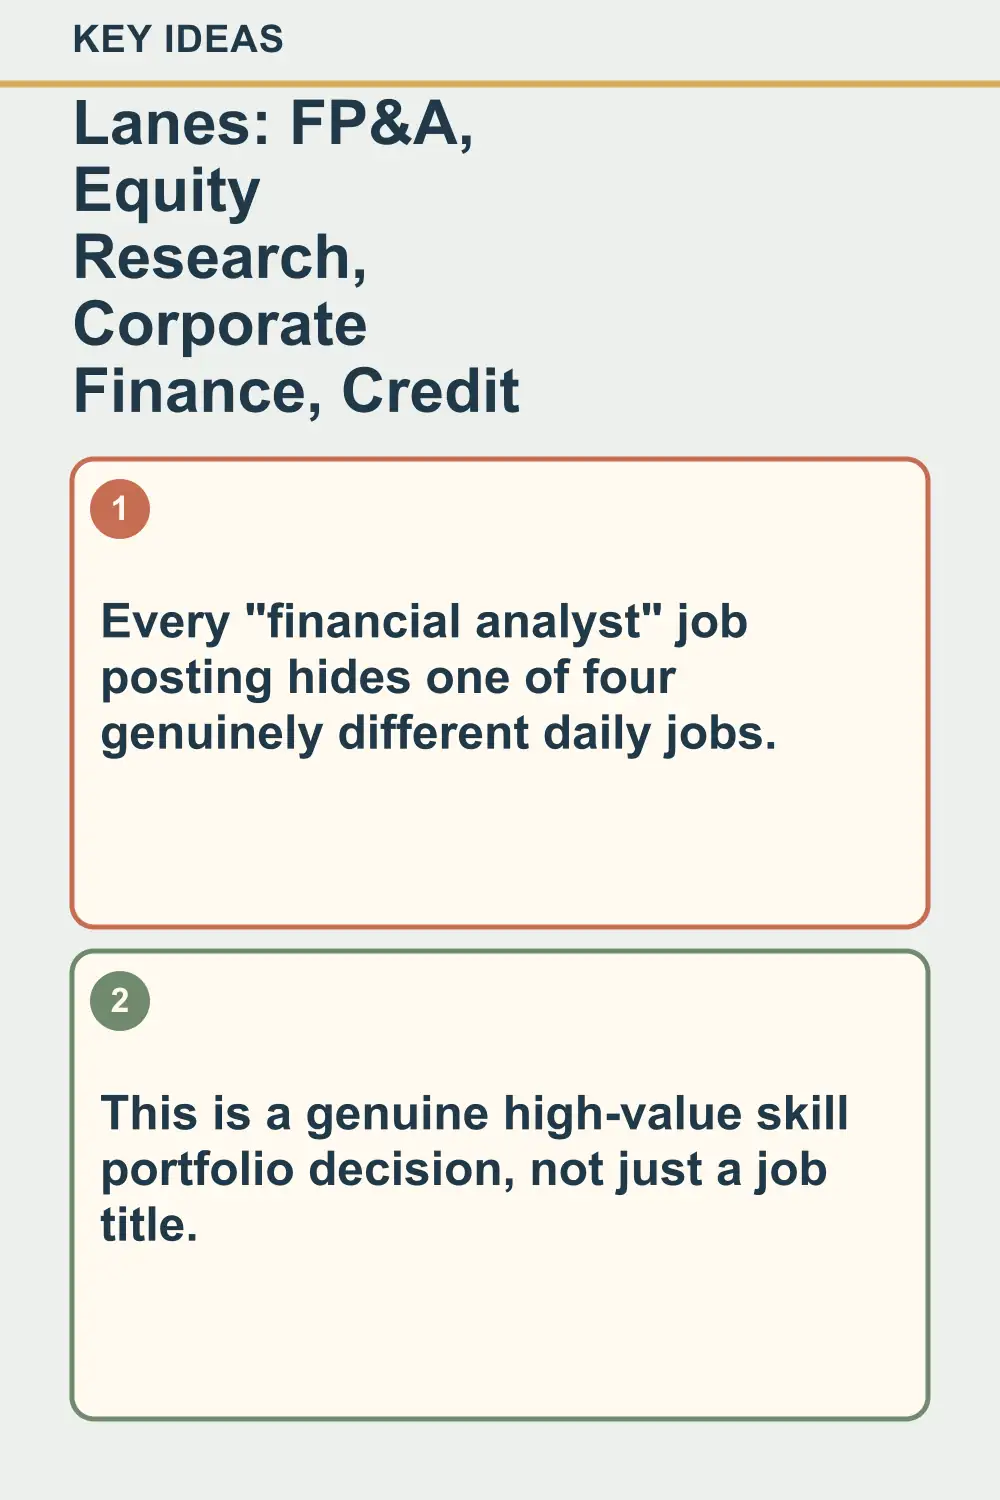 KEY IDEAS
Lanes: FP&A,
Equity
Research,
Corporate
Finance, Credit
1
Every "financial analyst" job
posting hides one of four
genuinely different daily jobs.
2
This is a genuine high-value skill
portfolio decision, not just a job
title.